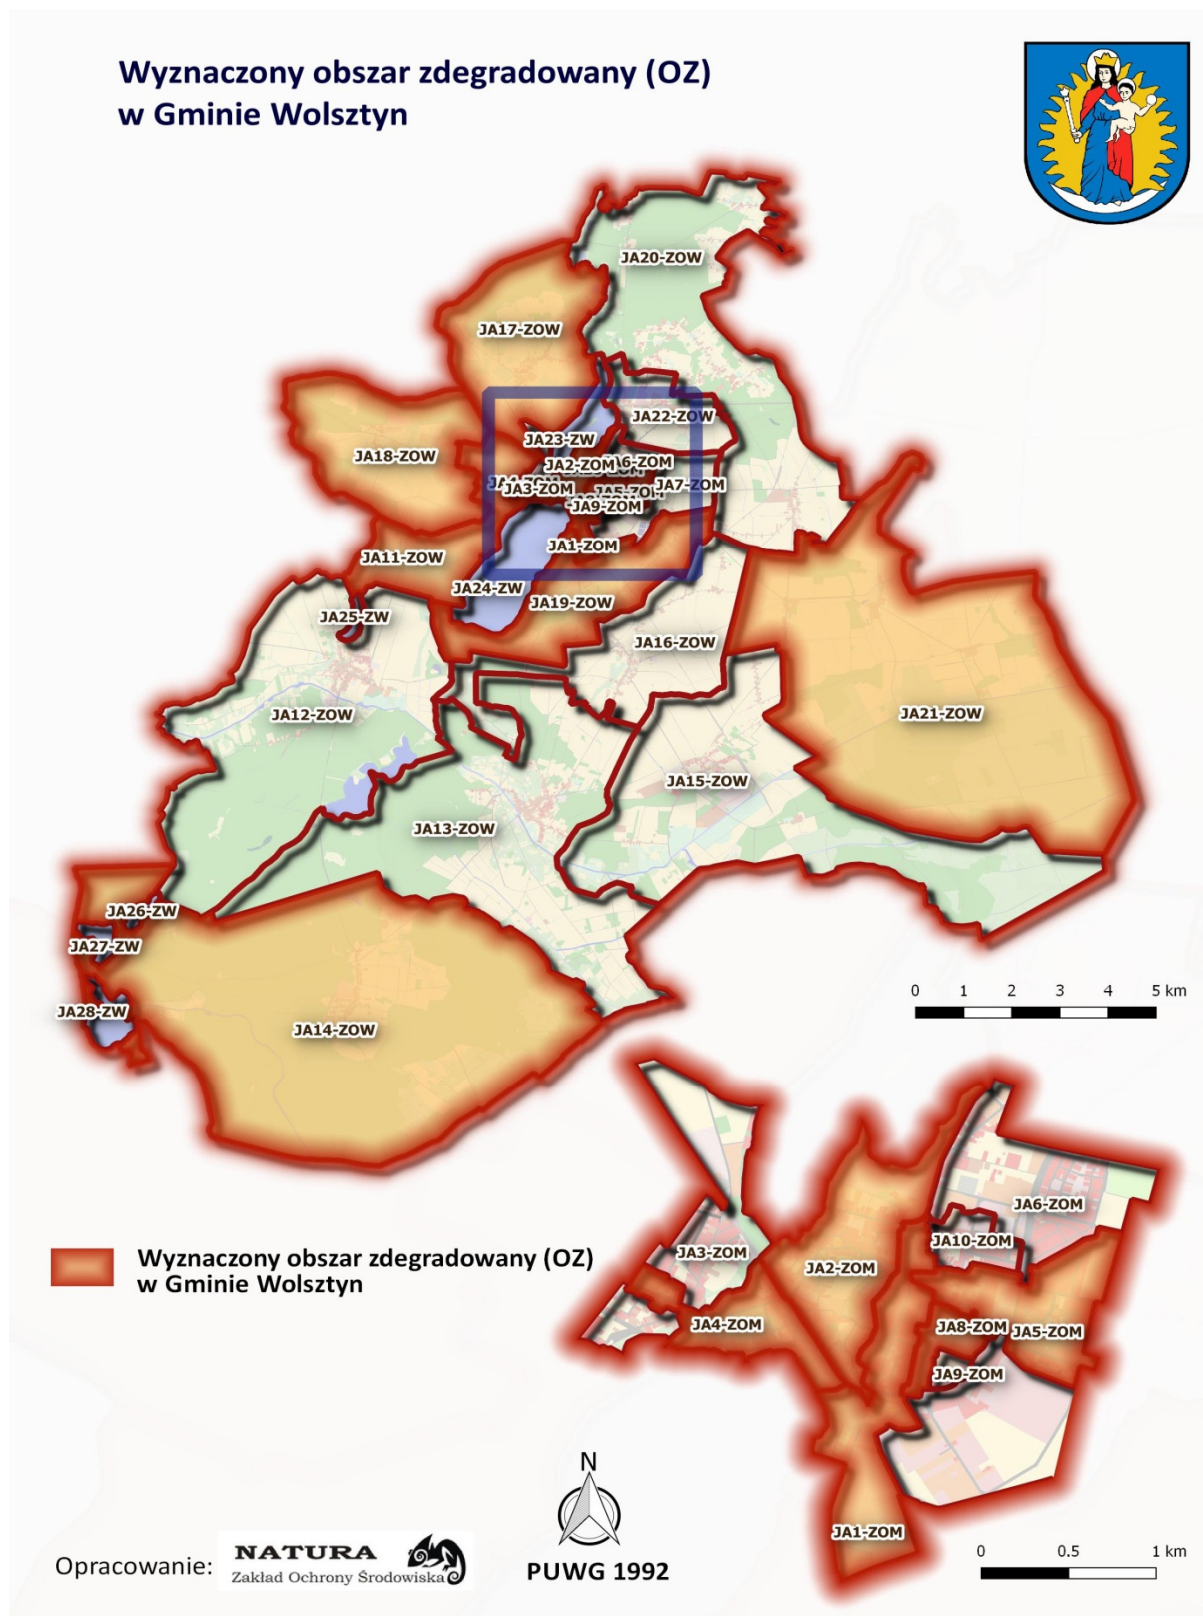 Wyznaczony obszar zdegradowany (OZ)
w Gminie Wolsztyn
JA20-ZOW
JA17-ZOW
JA22-ZOW
JA23-ZW
JA18-ZOW
JA2-ZOM
JA6-ZOM
JA3-ZOM
JA5-ZOM
JA7-ZOM
JA9-ZOM
JA1-ZOM
JA11-ZOW
JA24-ZW
JA19-ZOW
JA25-ZW
JA16-ZOW
JA12-ZOW
JA21-ZOW
JA15-ZOW
JA13-ZOW
JA26-ZW
JA27-ZW
JA28-ZW
JA14-ZOW
0 1 2 3 4 5 km
JA6-ZOM
JA10-ZOM
JA3-ZOM
JA2-ZOM
JA4-ZOM
JA8-ZOM
JA5-ZOM
JA9-ZOM
JA1-ZOM
Wyznaczony obszar zdegradowany (OZ)
w Gminie Wolsztyn
N
PUWG 1992
0 0.5 1 km
Opracowanie:
NATURA
Zakład Ochrony Środowiska